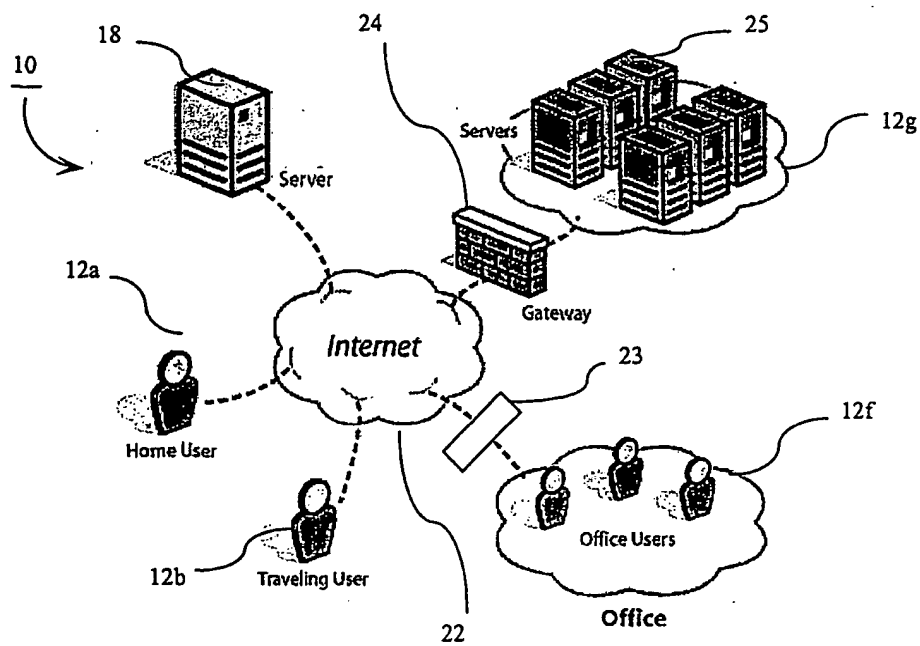 24
25
18
10
12g
Servers
Server
12a
Gateway
Internet
23
12f
Home User
Office Users
12b
Traveling User
Office
22